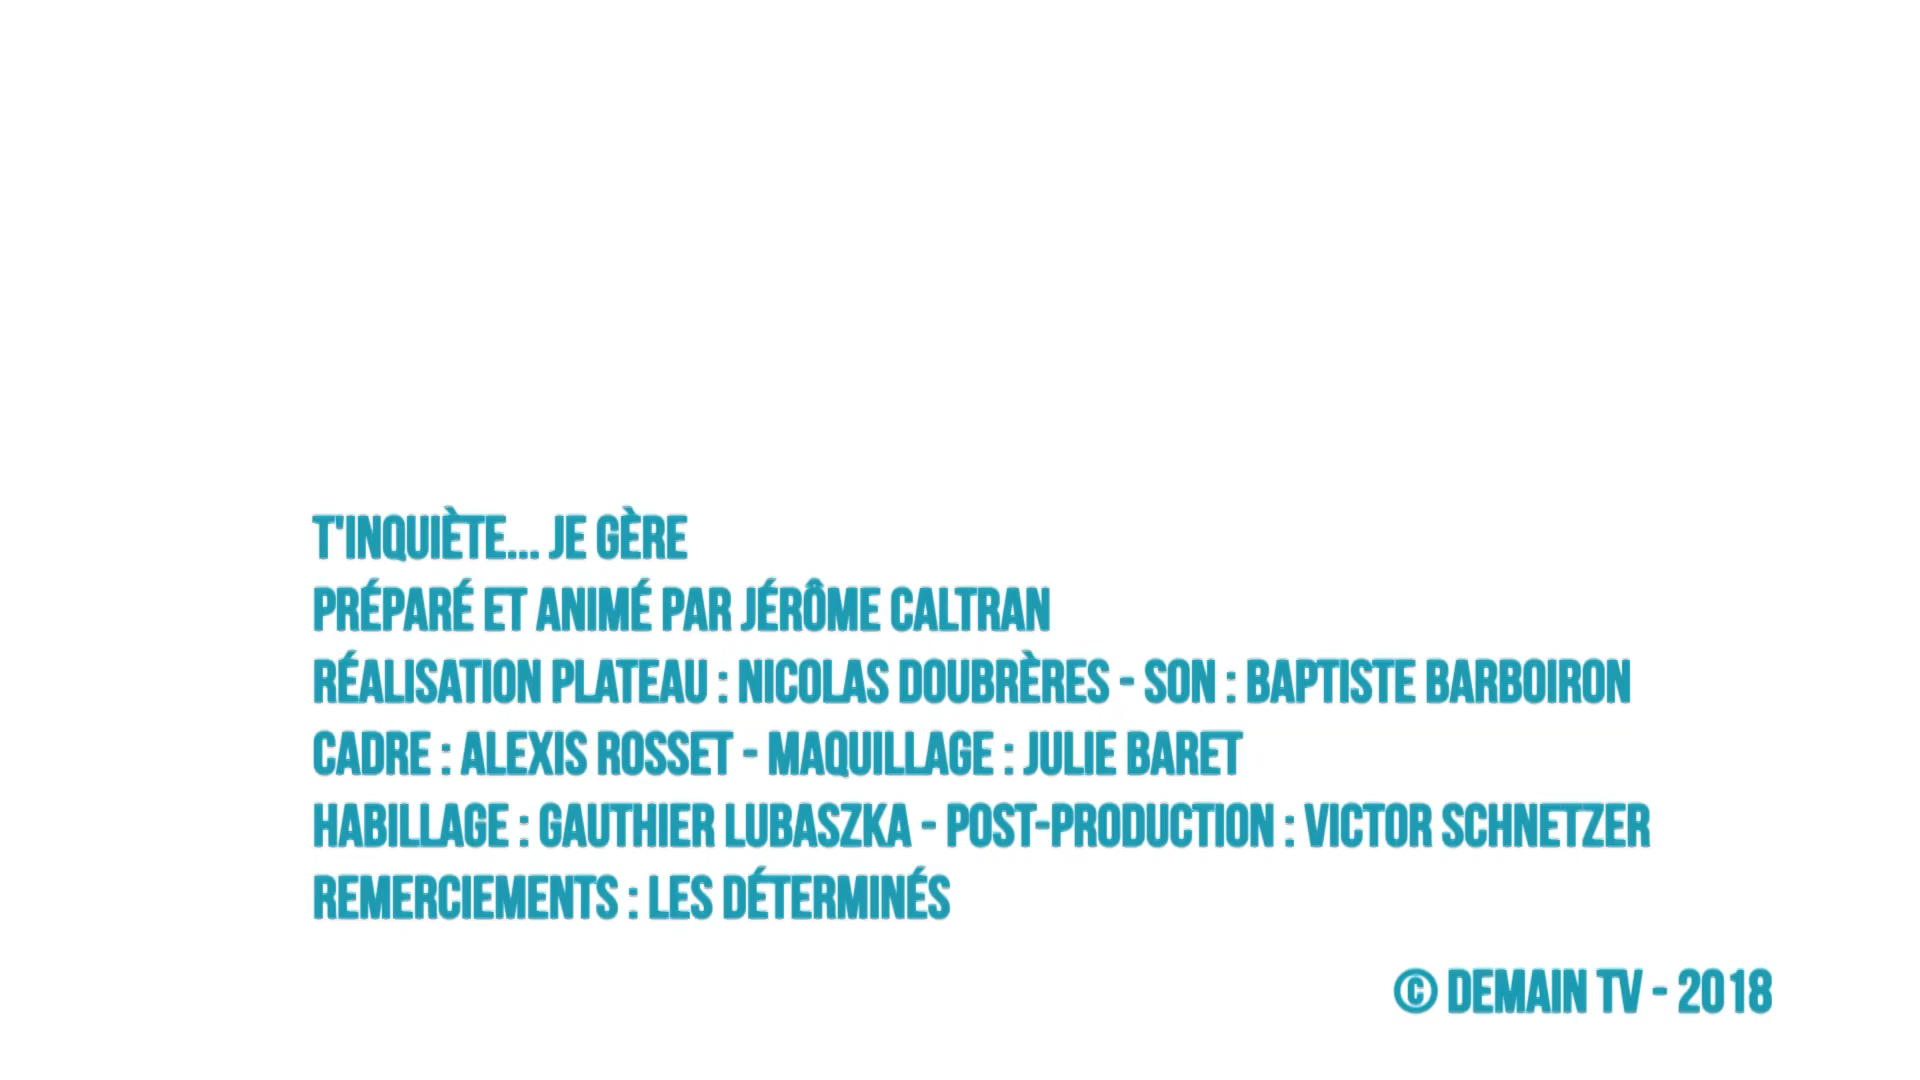 T'INQUIÈTE... JE GÈRE
PRÉPARÉ ET ANIMÉ PAR JÉRÔME CALTRAN
RÉALISATION PLATEAU : NICOLAS DOUBRÈRES - SON : BAPTISTE BARBOIRON
CADRE : ALEXIS ROSSET - MAQUILLAGE : JULIE BARET
HABILLAGE : GAUTHIER LUBASZKA - POST-PRODUCTION : VICTOR SCHNETZER
REMERCIEMENTS : LES DÉTERMINÉS
© DEMAIN TV - 2018